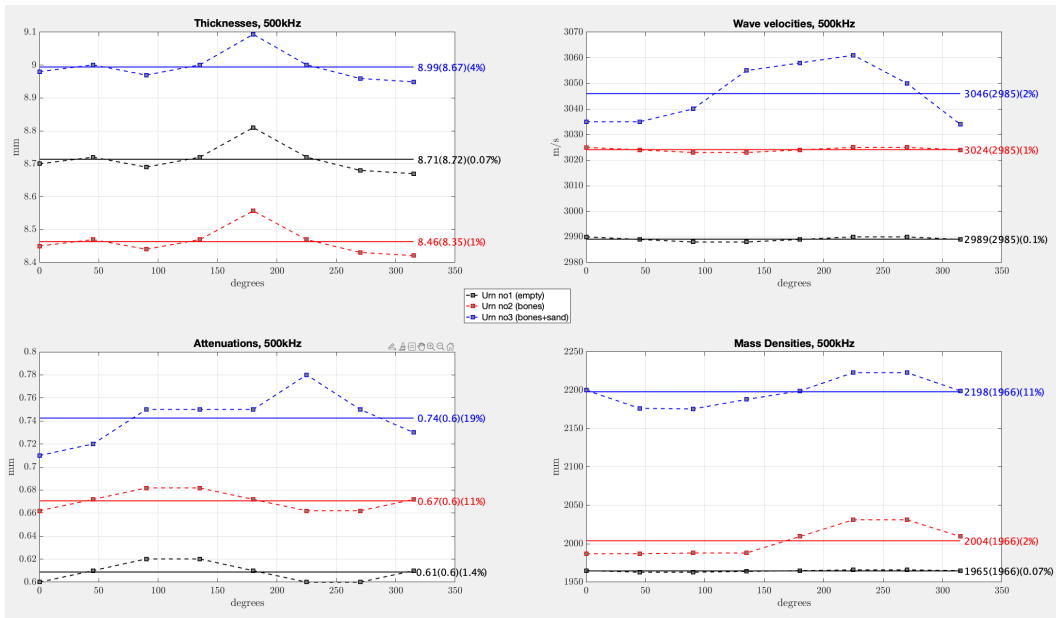 Thicknesses, 500kHz
9.1
9
8.9
8.8
8.7
8.6
8.5
8.4
mm
8.99(8.67)(4%)
8.71(8.72)(0.07%)
8.46(8.35)(1%)
0 50 100 150 200 250 300 350
degrees
Wave velocities, 500kHz
3070
3060
3050
3040
3030
3020
3010
3000
2990
2980
m/s
3046(2985)(2%)
3024(2985)(1%)
2989(2985)(0.1%)
0 50 100 150 200 250 300 350
degrees
Urn no1 (empty)
Urn no2 (bones)
Urn no3 (bones+sand)
Attenuations, 500kHz
0.8
0.78
0.76
0.74
0.72
0.7
0.68
0.66
0.64
0.62
0.6
mm
0.74(0.6)(19%)
0.67(0.6)(11%)
0.61(0.6)(1.4%)
0 50 100 150 200 250 300 350
degrees
Mass Densities, 500kHz
2250
2200
2150
2100
2050
2000
1950
mm
2198(1966)(11%)
2004(1966)(2%)
1965(1966)(0.07%)
0 50 100 150 200 250 300 350
degrees